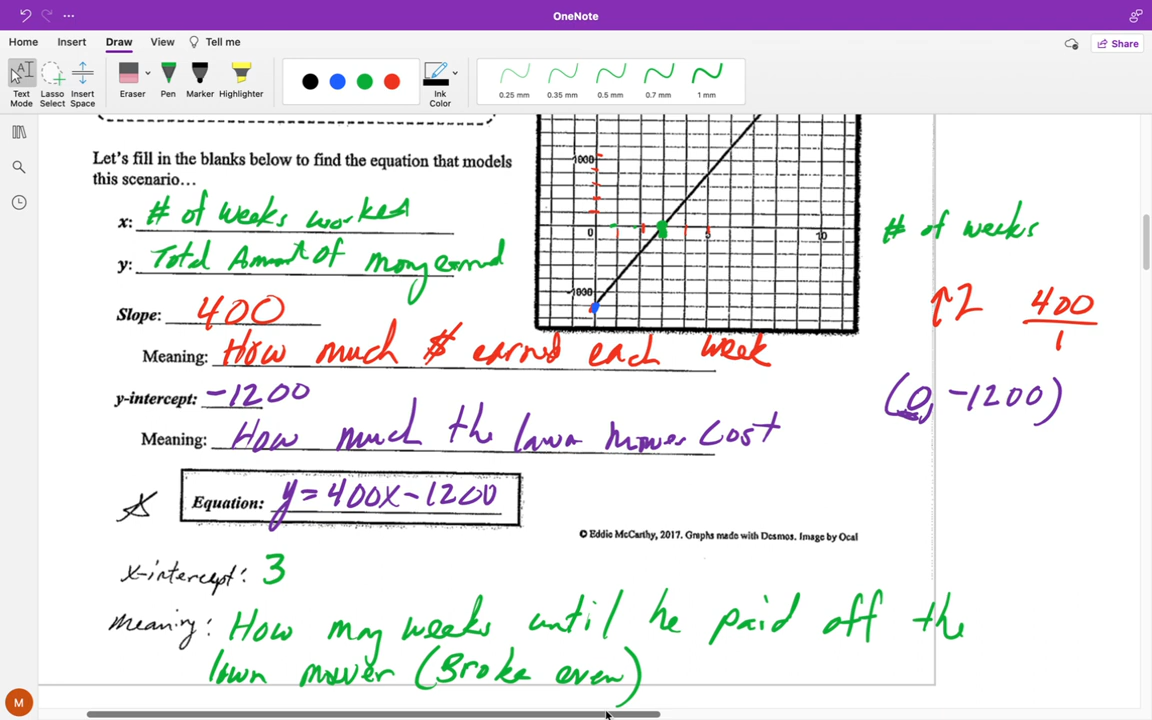 OneNote
Home Insert Draw View Tell me
Share
Text Mode
Lasso Select
Insert Space
Eraser
Pen
Marker
Highlighter
Ink Color
0.25 mm
0.35 mm
0.5 mm
0.7 mm
1 mm
Let's fill in the blanks below to find the equation that models
this scenario...
x: # of weeks worked
y: Total Amount of mony earned
Slope: 400
Meaning: How much $ earned each week
y-intercept: -1200
Meaning: How much the lawn mower cost
Equation: y = 400x - 1200
1000
0
5
10
-1000
# of weeks
↑2 400
1
(0, -1200)
© Eddie McCarthy, 2017. Graphs made with Desmos. Image by Ocal
x-intercept: 3
Meaning: How may weeks until he paid off the
lawn mower (Broke even)
M